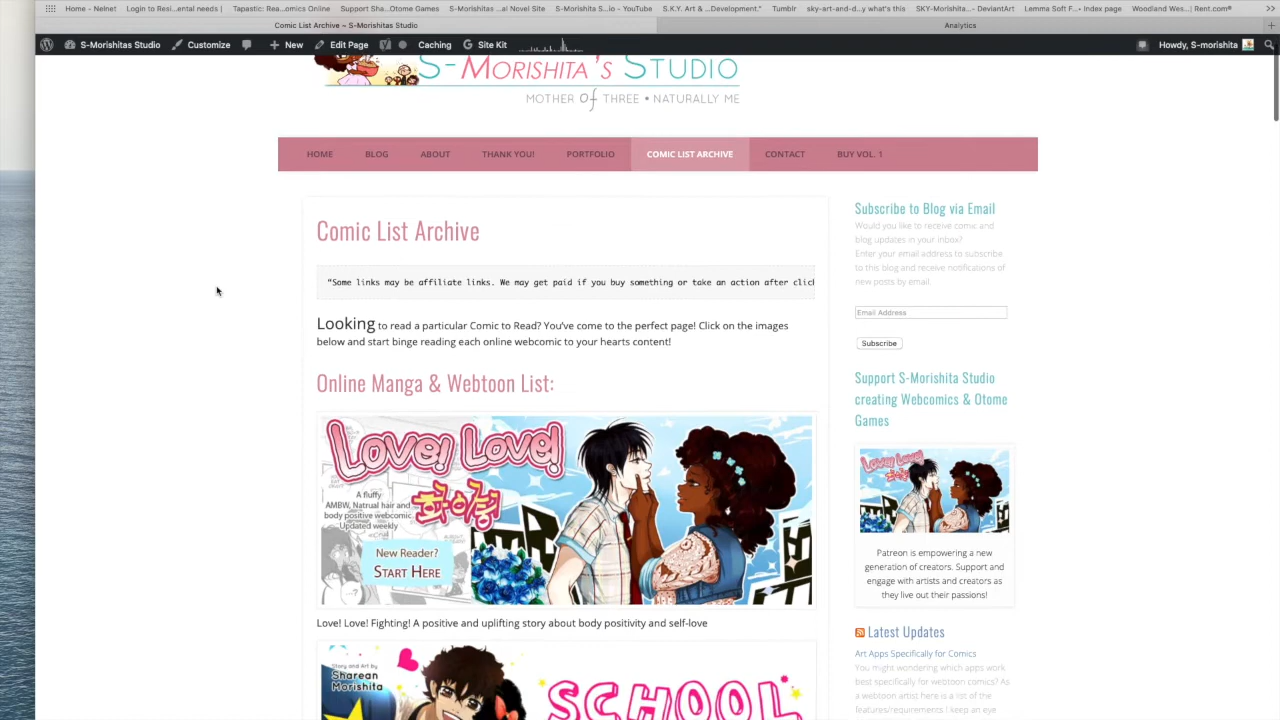 Home – Nelnet
Login to Resi...ental needs |
Tapastic: Rea...omics Online
Support Sha...Otome Games
S-Morishitas ...al Novel Site
S-Morishita S...io - YouTube
S.K.Y. Art & ...Development."
Tumblr
sky-art-and-d...y what's this
SKY-Morishit...- DeviantArt
Lemma Soft F...• Index page
Woodland Wes...| Rent.com®
Comic List Archive ~ S-Morishitas Studio
Analytics
S-Morishitas Studio
Customize
New
Edit Page
Caching
Site Kit
Howdy, S-morishita
S-Morishita's Studio
MOTHER of THREE • NATURALLY ME
HOME
BLOG
ABOUT
THANK YOU!
PORTFOLIO
COMIC LIST ARCHIVE
CONTACT
BUY VOL. 1
Comic List Archive
"Some links may be affiliate links. We may get paid if you buy something or take an action after clic
Looking to read a particular Comic to Read? You've come to the perfect page! Click on the images
below and start binge reading each online webcomic to your hearts content!
Online Manga & Webtoon List:
Love! Love!
화이팅
A fluffy
AMBW, Natrual hair and
body positive webcomic.
Updated weekly
New Reader?
Start Here
Love! Love! Fighting! A positive and uplifting story about body positivity and self-love
Story and Art by
Sharean
Morishita
SCHOOL
Subscribe to Blog via Email
Would you like to receive comic and
blog updates in your inbox?
Enter your email address to subscribe
to this blog and receive notifications of
new posts by email.
Email Address
Subscribe
Support S-Morishita Studio
creating Webcomics & Otome
Games
Love! Love!
Patreon is empowering a new
generation of creators. Support and
engage with artists and creators as
they live out their passions!
Latest Updates
Art Apps Specifically for Comics
You might wondering which apps work
best specifically for webtoon comics? As
a webtoon artist here is a lot of the
features/requirements I keep an eye